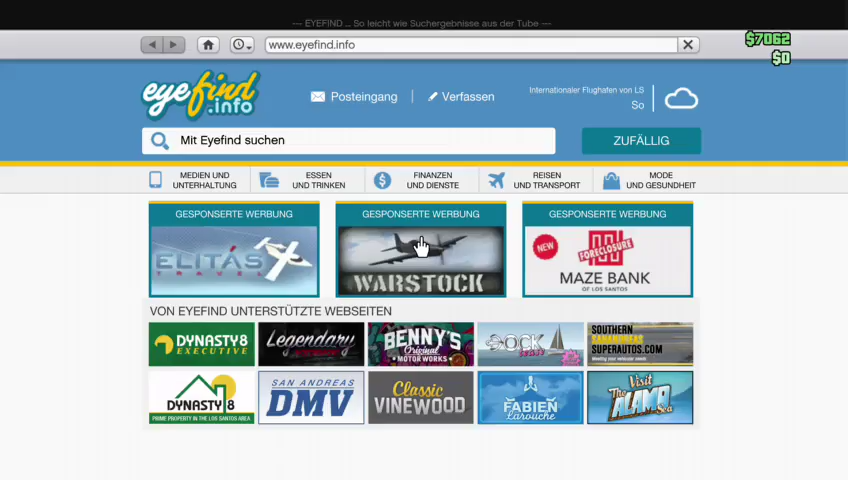 --- EYEFIND ... So leicht wie Suchergebnisse aus der Tube ---
www.eyefind.info
$7062
$0
eyefind.info
Posteingang
Verfassen
Internationaler Flughafen von LS
So
Mit Eyefind suchen
ZUFÄLLIG
MEDIEN UND UNTERHALTUNG
ESSEN UND TRINKEN
FINANZEN UND DIENSTE
REISEN UND TRANSPORT
MODE UND GESUNDHEIT
GESPONSERTE WERBUNG
GESPONSERTE WERBUNG
GESPONSERTE WERBUNG
ELITÁS
TRAVEL
WARSTOCK
NEW
FORECLOSURE
MAZE BANK
OF LOS SANTOS
VON EYEFIND UNTERSTÜTZTE WEBSEITEN
DYNASTY 8
EXECUTIVE
Legendary
BENNY'S
Original
MOTOR WORKS
DOCK
SOUTHERN
SAN ANDREAS
SUPERAUTOS.COM
DYNASTY 8
PRIME PROPERTY IN THE LOS SANTOS AREA
SAN ANDREAS
DMV
Classic
VINEWOOD
FABIEN
Larouche
Visit
The
ALAMO
Sea